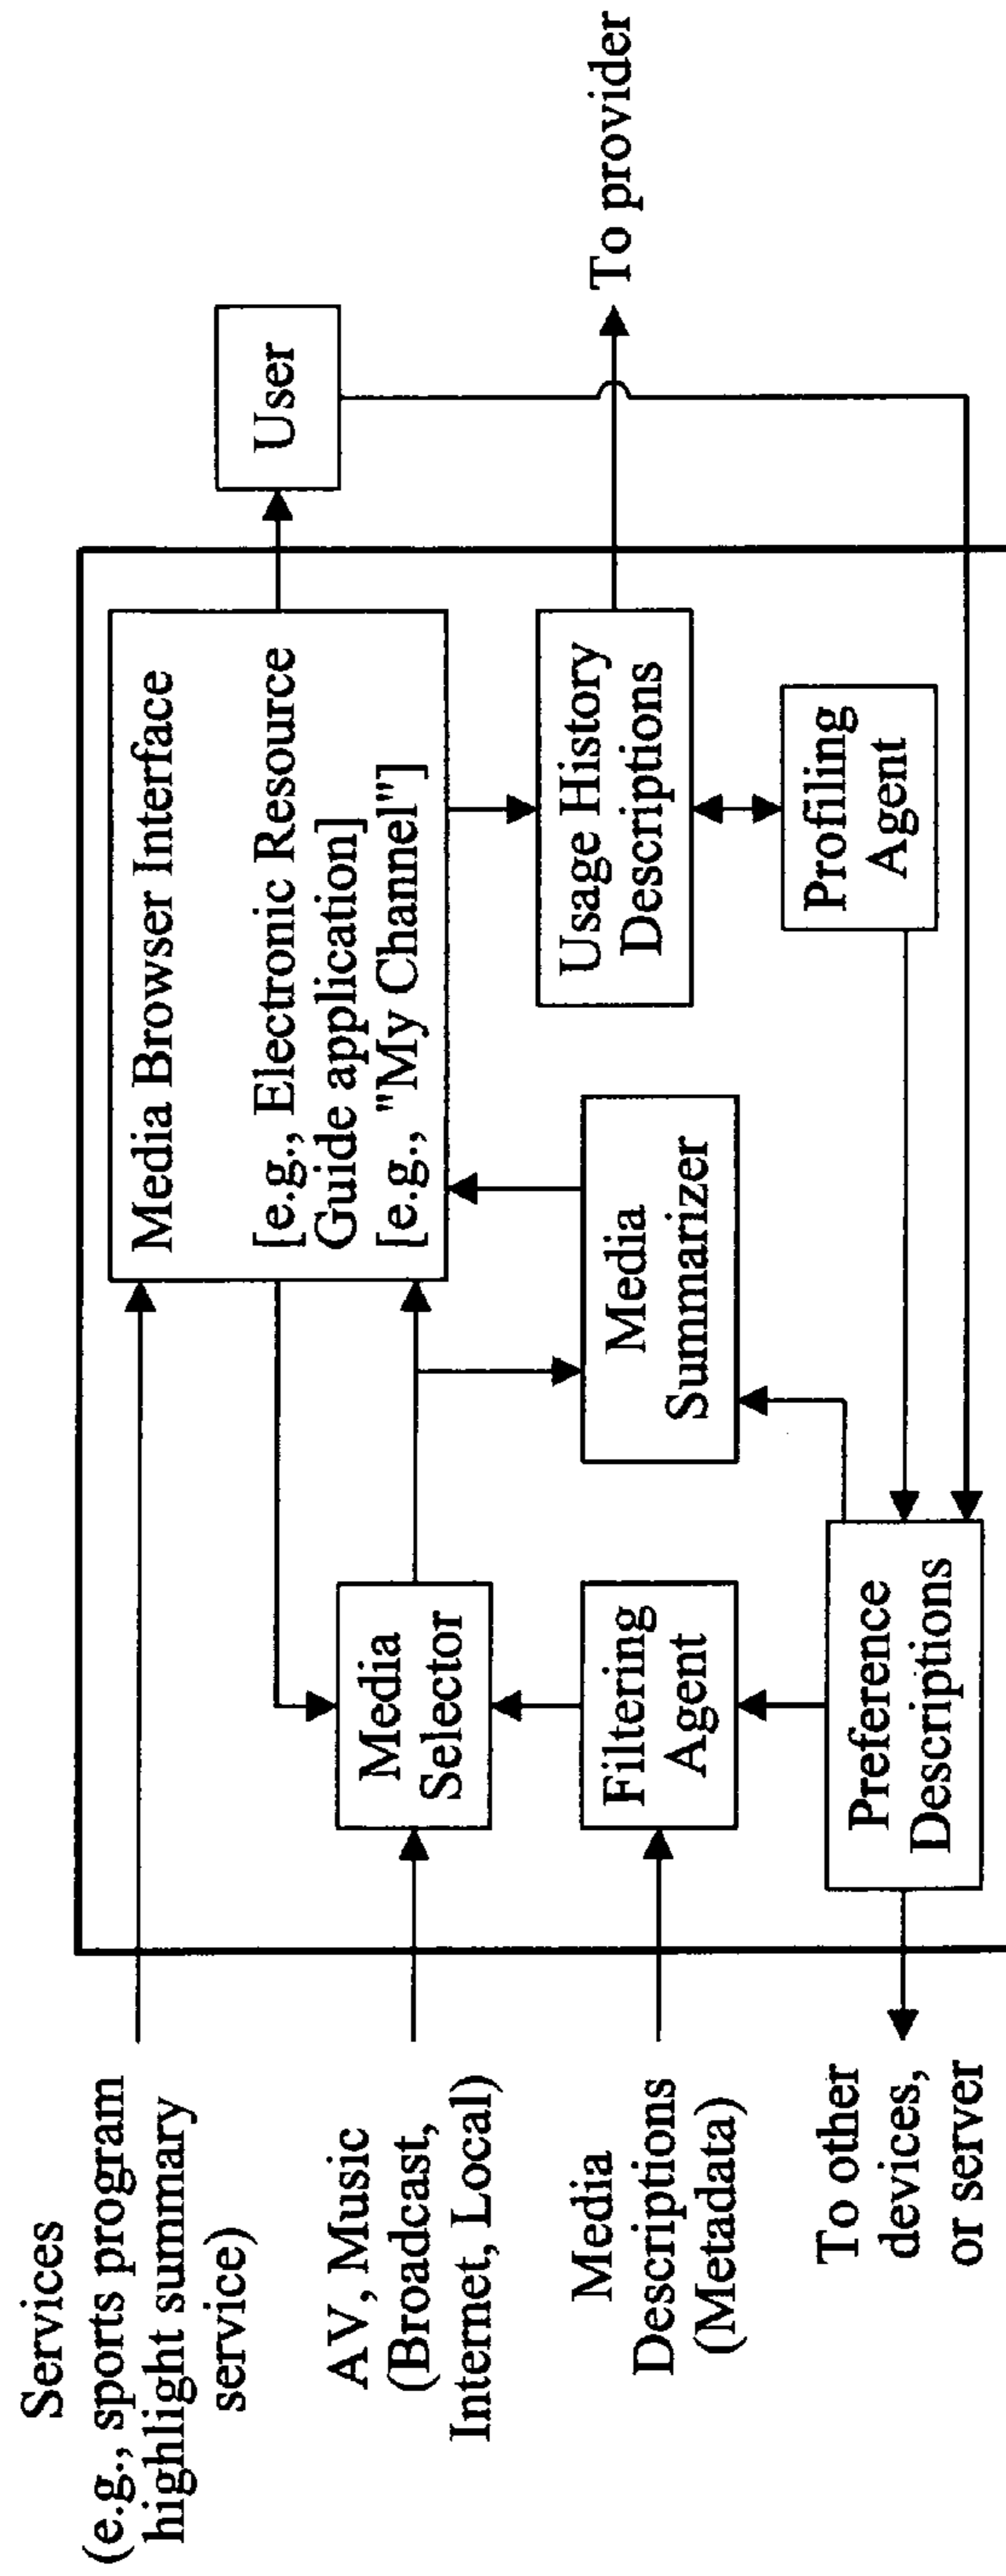 Services
(e.g., sports program
highlight summary
service)
AV, Music
(Broadcast,
Internet, Local)
Media
Descriptions
(Metadata)
To other
devices,
or server
Media Browser Interface
[e.g., Electronic Resource
Guide application]
[e.g., "My Channel"]
Media
Selector
Filtering
Agent
Preference
Descriptions
Media
Summarizer
Usage History
Descriptions
Profiling
Agent
User
To provider